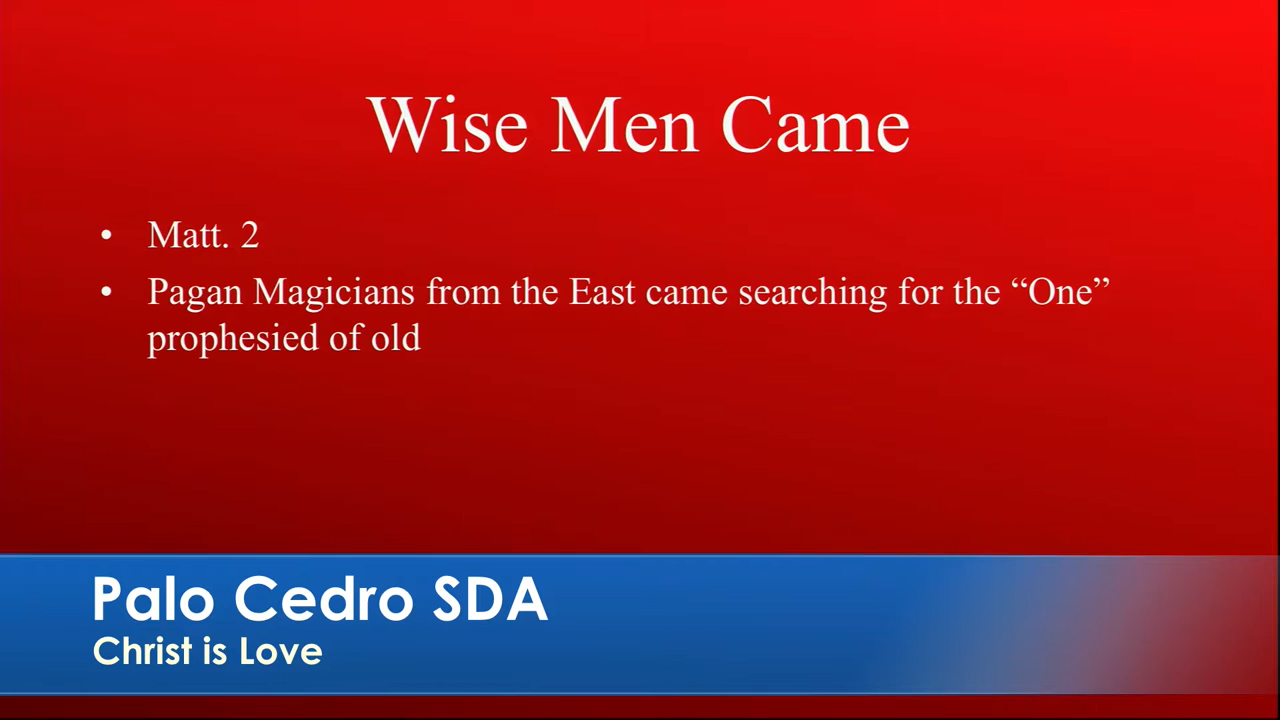 Wise Men Came
• Matt. 2
• Pagan Magicians from the East came searching for the “One”
prophesied of old
Palo Cedro SDA
Christ is Love